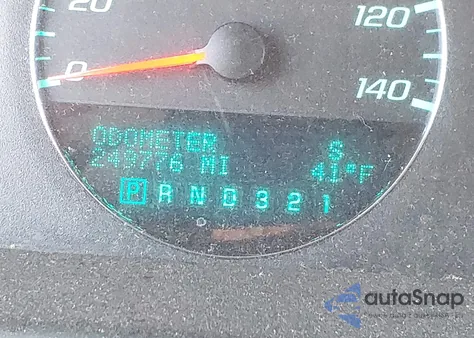 20
120
0
140
ODOMETER S
249776 MI 41°F
P R N D 3 2 1
autoSnap